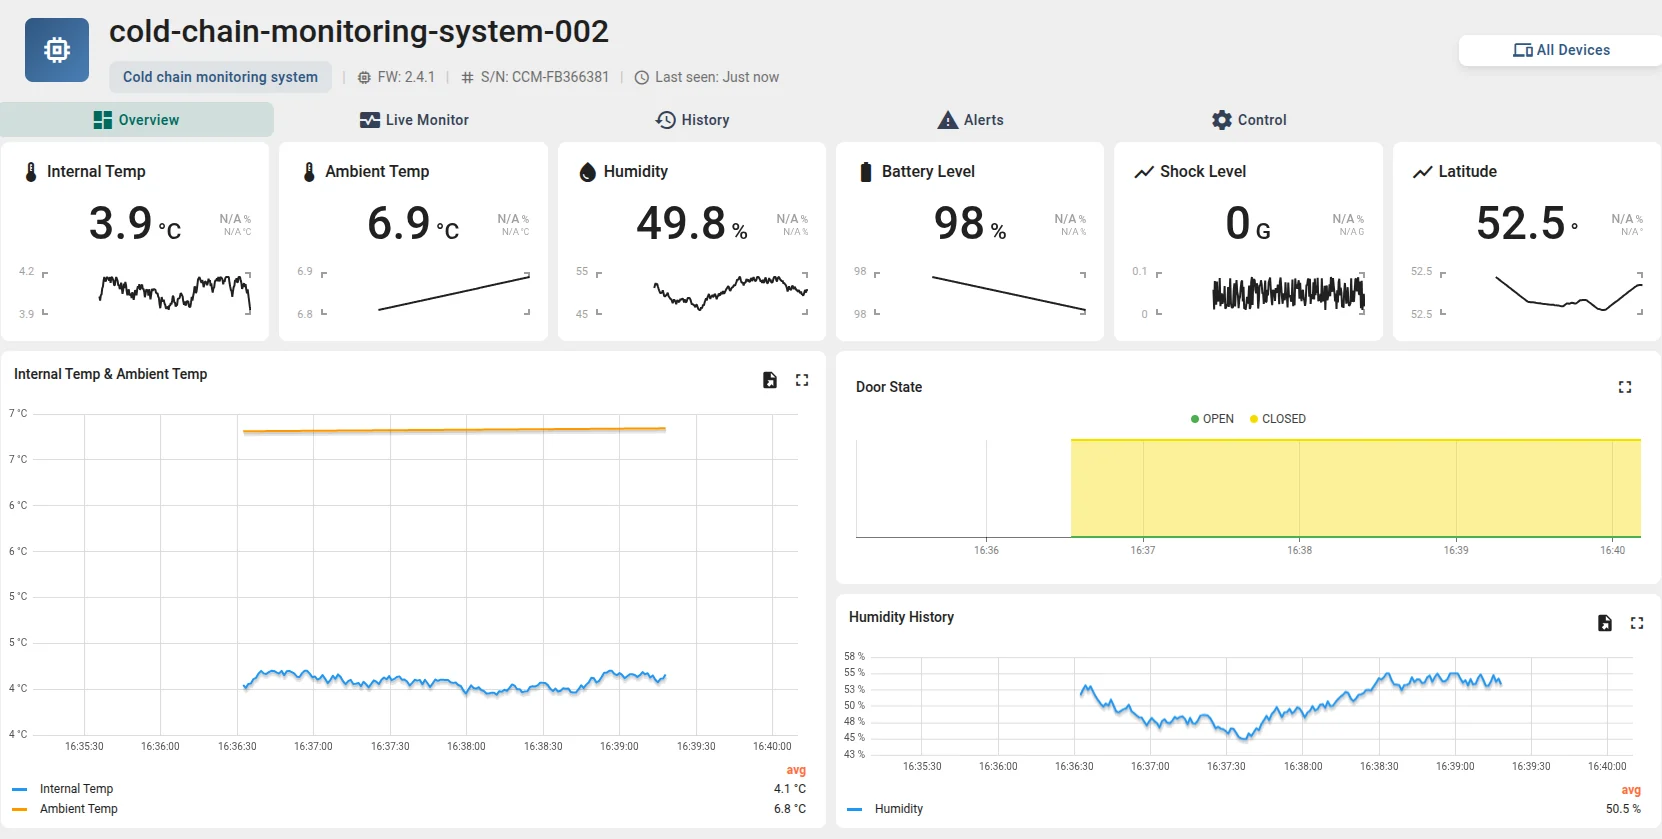 cold-chain-monitoring-system-002
All Devices
Cold chain monitoring system | FW: 2.4.1 | S/N: CCM-FB366381 | Last seen: Just now
Overview
Live Monitor
History
Alerts
Control
Internal Temp
3.9 °C
N/A %
N/A °C
4.2
3.9
Ambient Temp
6.9 °C
N/A %
N/A °C
6.9
6.8
Humidity
49.8 %
N/A %
N/A %
55
45
Battery Level
98 %
N/A %
N/A %
98
98
Shock Level
0 G
N/A %
N/A G
0.1
0
Latitude
52.5 °
N/A %
N/A °
52.5
52.5
Internal Temp & Ambient Temp
7 °C
7 °C
6 °C
6 °C
5 °C
5 °C
4 °C
4 °C
16:35:30 16:36:00 16:36:30 16:37:00 16:37:30 16:38:00 16:38:30 16:39:00 16:39:30 16:40:00
avg
Internal Temp 4.1 °C
Ambient Temp 6.8 °C
Door State
OPEN CLOSED
16:36 16:37 16:38 16:39 16:40
Humidity History
58 %
55 %
53 %
50 %
48 %
45 %
43 %
16:35:30 16:36:00 16:36:30 16:37:00 16:37:30 16:38:00 16:38:30 16:39:00 16:39:30 16:40:00
avg
Humidity 50.5 %